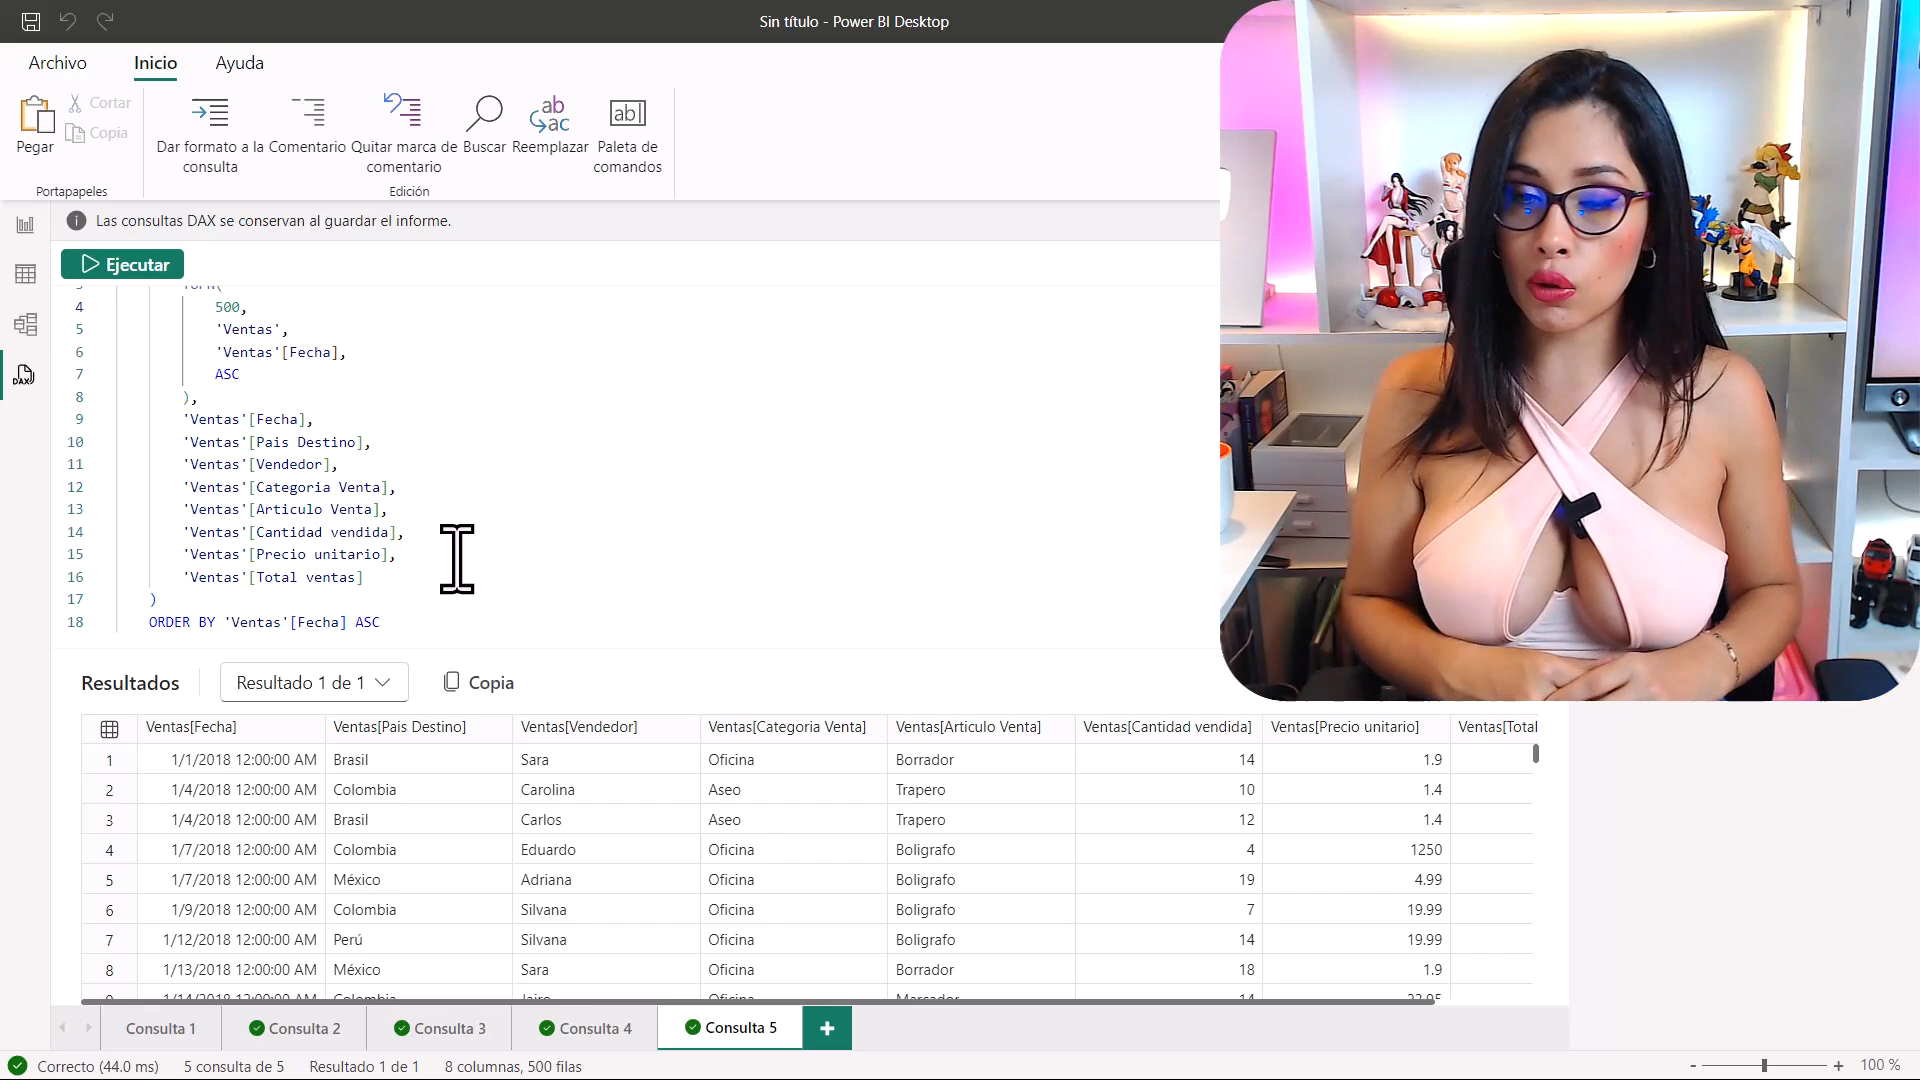 Sin título - Power BI Desktop
Archivo Inicio Ayuda
Pegar
Cortar
Copia
Portapapeles
Dar formato a la consulta
Comentario
Quitar marca de comentario
Buscar
Reemplazar
Paleta de comandos
Edición
Las consultas DAX se conservan al guardar el informe.
Ejecutar
4 500,
5 'Ventas',
6 'Ventas'[Fecha],
7 ASC
8 ),
9 'Ventas'[Fecha],
10 'Ventas'[Pais Destino],
11 'Ventas'[Vendedor],
12 'Ventas'[Categoria Venta],
13 'Ventas'[Articulo Venta],
14 'Ventas'[Cantidad vendida],
15 'Ventas'[Precio unitario],
16 'Ventas'[Total ventas]
17 )
18 ORDER BY 'Ventas'[Fecha] ASC
Resultados Resultado 1 de 1 Copia
Ventas[Fecha] Ventas[Pais Destino] Ventas[Vendedor] Ventas[Categoria Venta] Ventas[Articulo Venta] Ventas[Cantidad vendida] Ventas[Precio unitario] Ventas[Total
1 1/1/2018 12:00:00 AM Brasil Sara Oficina Borrador 14 1.9
2 1/4/2018 12:00:00 AM Colombia Carolina Aseo Trapero 10 1.4
3 1/4/2018 12:00:00 AM Brasil Carlos Aseo Trapero 12 1.4
4 1/7/2018 12:00:00 AM Colombia Eduardo Oficina Boligrafo 4 1250
5 1/7/2018 12:00:00 AM México Adriana Oficina Boligrafo 19 4.99
6 1/9/2018 12:00:00 AM Colombia Silvana Oficina Boligrafo 7 19.99
7 1/12/2018 12:00:00 AM Perú Silvana Oficina Boligrafo 14 19.99
8 1/13/2018 12:00:00 AM México Sara Oficina Borrador 18 1.9
Consulta 1 Consulta 2 Consulta 3 Consulta 4 Consulta 5
Correcto (44.0 ms) 5 consulta de 5 Resultado 1 de 1 8 columnas, 500 filas - + 100 %